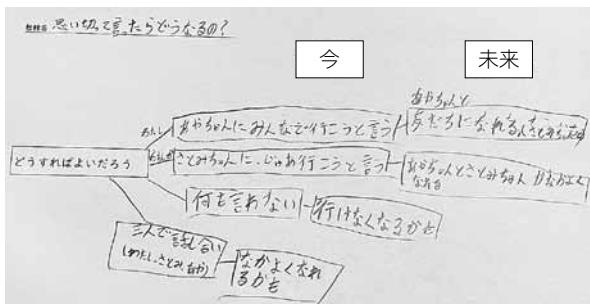 教材名 思い切って言ったらどうなるの?
今
未来
あやちゃんと
あやちゃんにみんなで行こうと言う
友だちになれる
どうすればよいだろう
さとみちゃんに、じゃあ行こうと言う
あやちゃんとさとみちゃんがなかよく
なれる
何も言わない
行けなくなるかも
三人で話し合い
(わたし、さとみ、あや)
なかよくなれ
るかも